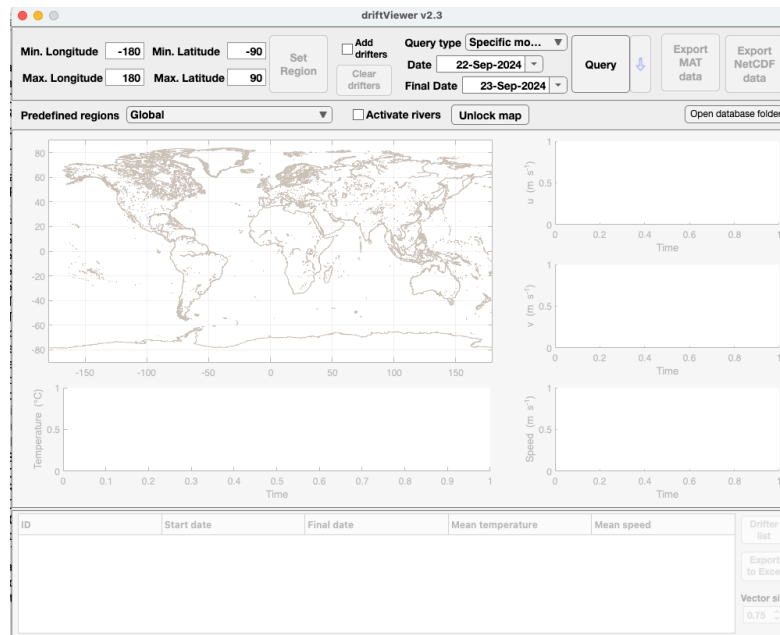 driftViewer v2.3
Min. Longitude -180 Min. Latitude -90
Max. Longitude 180 Max. Latitude 90
Set
Region
Add
drifters
Clear
drifters
Query type Specific mo...
Date 22-Sep-2024
Final Date 23-Sep-2024
Query
Export
MAT
data
Export
NetCDF
data
Predefined regions Global
Activate rivers
Unlock map
Open database folder
80
60
40
20
0
-20
-40
-60
-80
-150 -100 -50 0 50 100 150
1
0.5
0
u (m s⁻¹)
0 0.2 0.4 0.6 0.8 1
Time
1
0.5
0
v (m s⁻¹)
0 0.2 0.4 0.6 0.8 1
Time
1
0.5
0
Temperature (°C)
0 0.1 0.2 0.3 0.4 0.5 0.6 0.7 0.8 0.9 1
Time
1
0.5
0
Speed (m s⁻¹)
0 0.2 0.4 0.6 0.8 1
Time
ID Start date Final date Mean temperature Mean speed
Drifter
list
Export
to Exce
Vector si
0.75